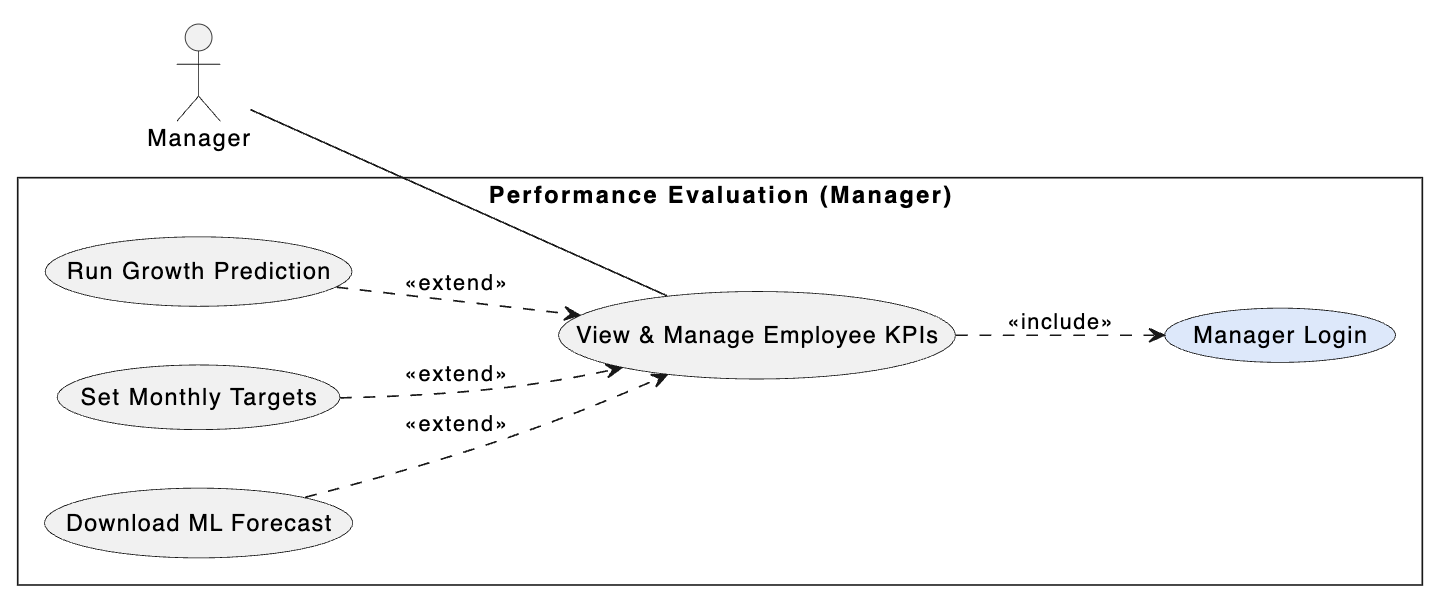 Manager
Performance Evaluation (Manager)
Run Growth Prediction
«extend»
View & Manage Employee KPIs
«include»
Manager Login
«extend»
Set Monthly Targets
«extend»
Download ML Forecast